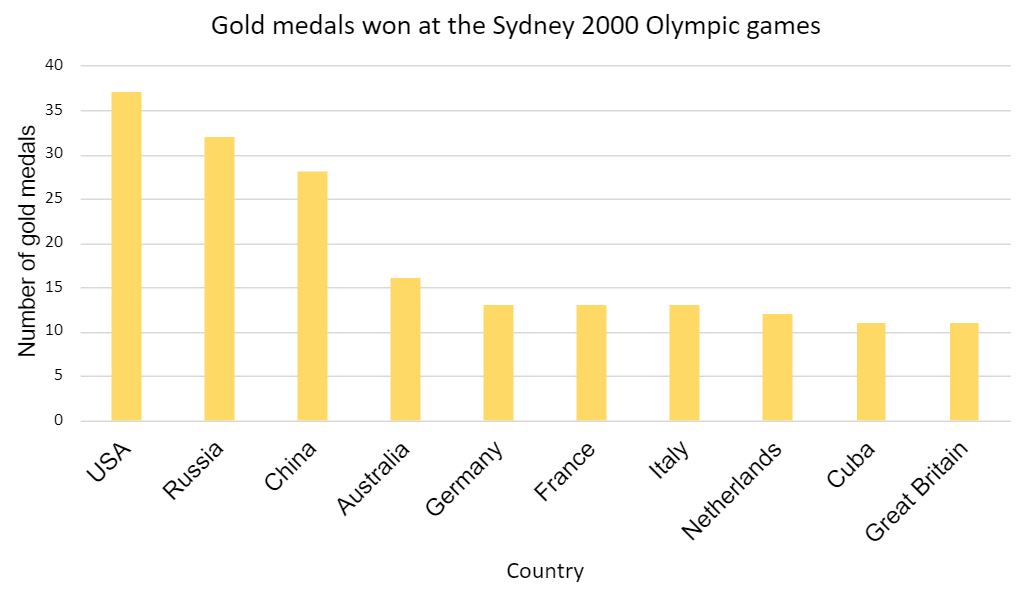 Gold medals won at the Sydney 2000 Olympic games
Number of gold medals
40
35
30
25
20
15
10
5
0
USA
Russia
China
Australia
Germany
France
Italy
Netherlands
Cuba
Great Britain
Country